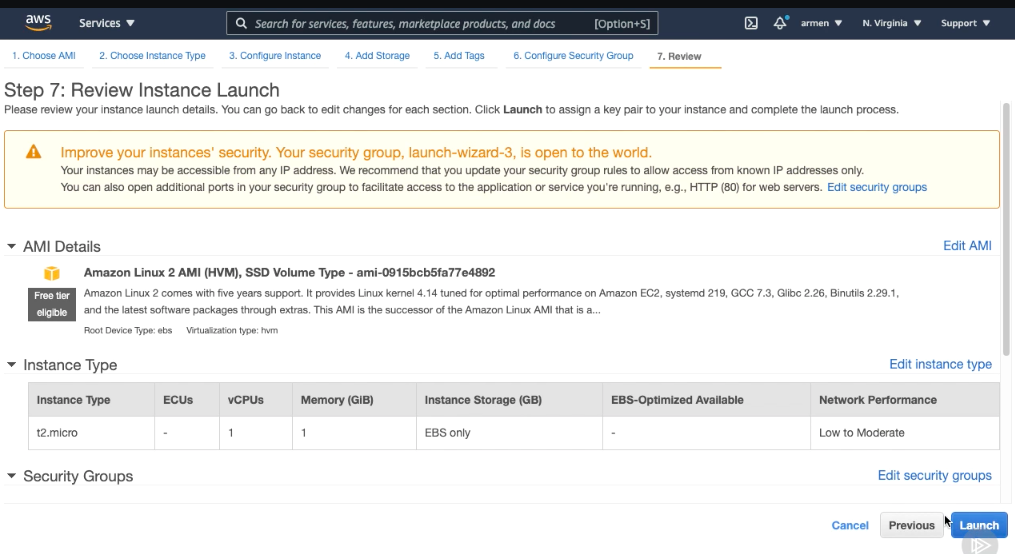 aws Services Search for services, features, marketplace products, and docs [Option+S] armen N. Virginia Support
1. Choose AMI 2. Choose Instance Type 3. Configure Instance 4. Add Storage 5. Add Tags 6. Configure Security Group 7. Review
Step 7: Review Instance Launch
Please review your instance launch details. You can go back to edit changes for each section. Click Launch to assign a key pair to your instance and complete the launch process.
Improve your instances' security. Your security group, launch-wizard-3, is open to the world.
Your instances may be accessible from any IP address. We recommend that you update your security group rules to allow access from known IP addresses only.
You can also open additional ports in your security group to facilitate access to the application or service you're running, e.g., HTTP (80) for web servers. Edit security groups
AMI Details Edit AMI
Amazon Linux 2 AMI (HVM), SSD Volume Type - ami-0915bcb5fa77e4892
Free tier eligible
Amazon Linux 2 comes with five years support. It provides Linux kernel 4.14 tuned for optimal performance on Amazon EC2, systemd 219, GCC 7.3, Glibc 2.26, Binutils 2.29.1,
and the latest software packages through extras. This AMI is the successor of the Amazon Linux AMI that is a...
Root Device Type: ebs Virtualization type: hvm
Instance Type Edit instance type
Instance Type ECUs vCPUs Memory (GiB) Instance Storage (GB) EBS-Optimized Available Network Performance
t2.micro - 1 1 EBS only - Low to Moderate
Security Groups Edit security groups
Cancel Previous Launch